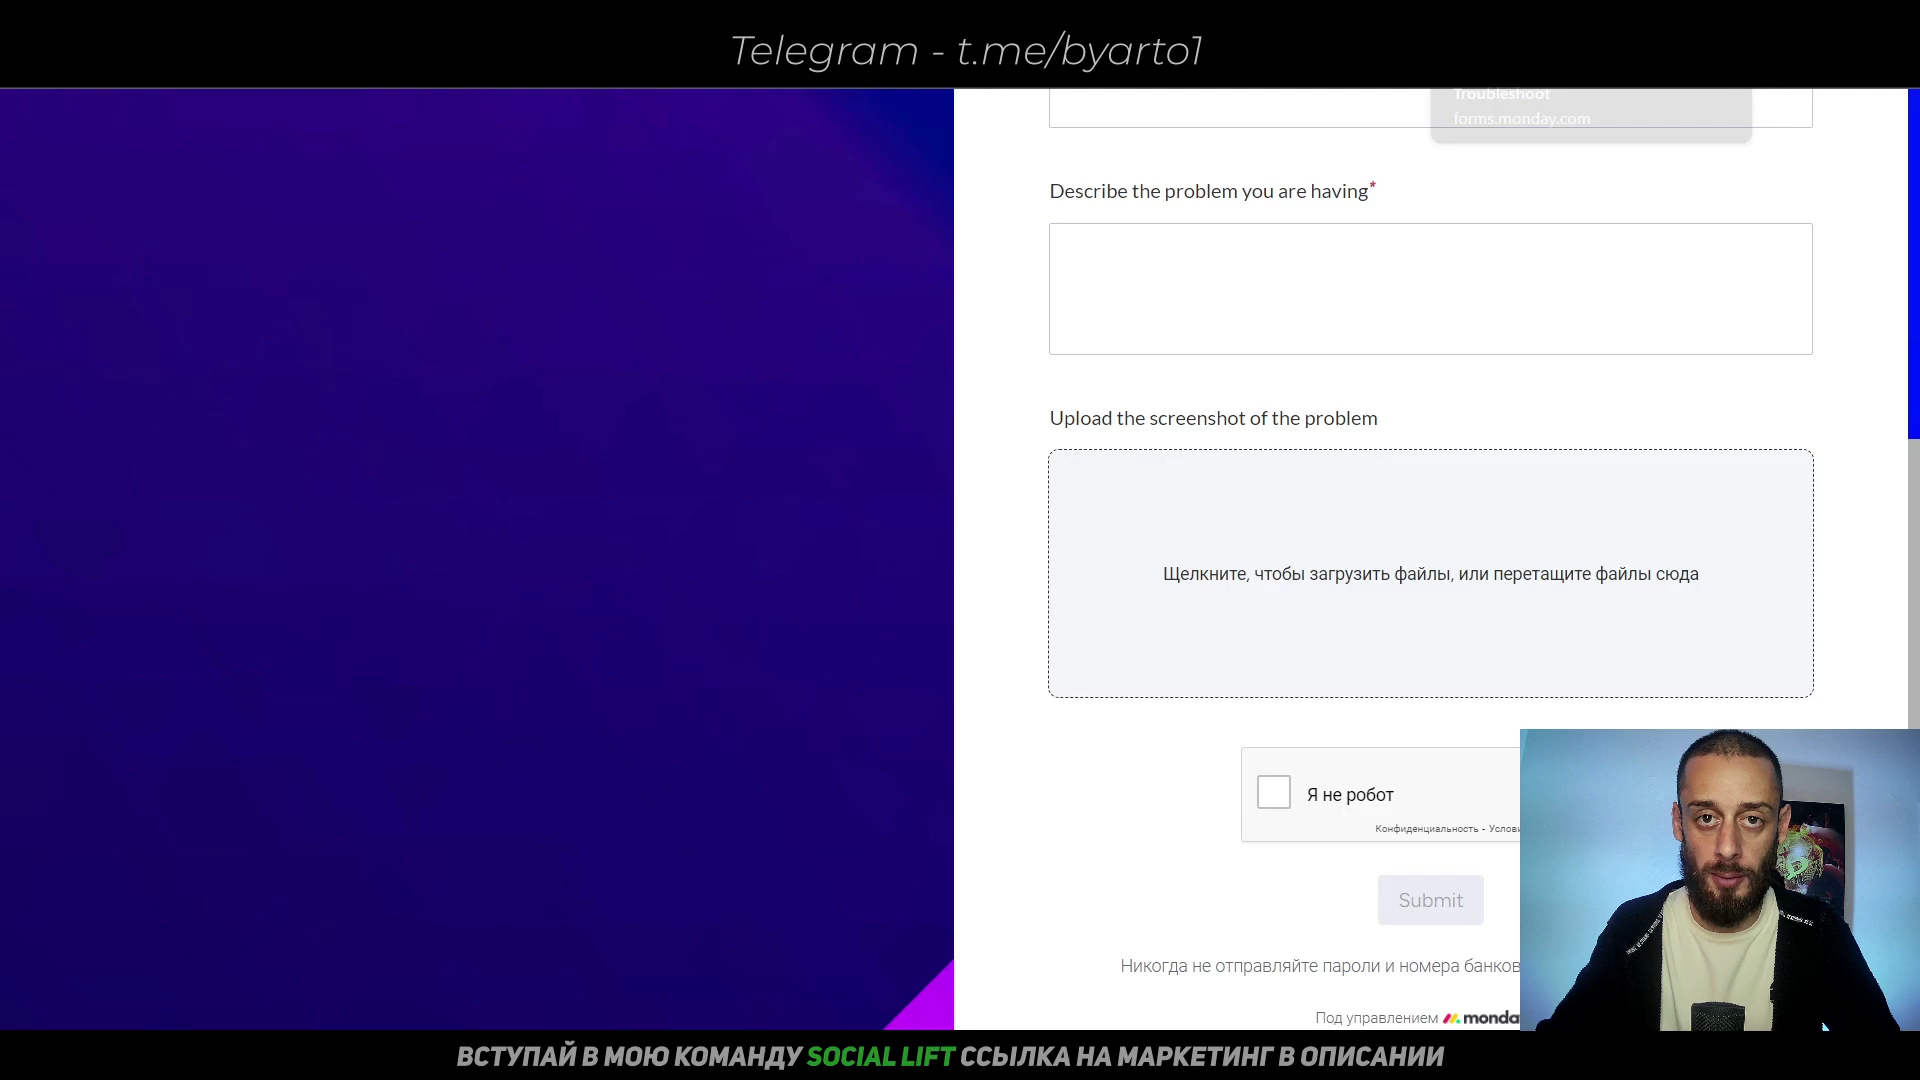 Telegram - t.me/byarto1
Troubleshoot
forms.monday.com
Describe the problem you are having*
Upload the screenshot of the problem
Щелкните, чтобы загрузить файлы, или перетащите файлы сюда
Я не робот
Конфиденциальность - Услови
Submit
Никогда не отправляйте пароли и номера банков
Под управлением monda
ВСТУПАЙ В МОЮ КОМАНДУ SOCIAL LIFT ССЫЛКА НА МАРКЕТИНГ В ОПИСАНИИ